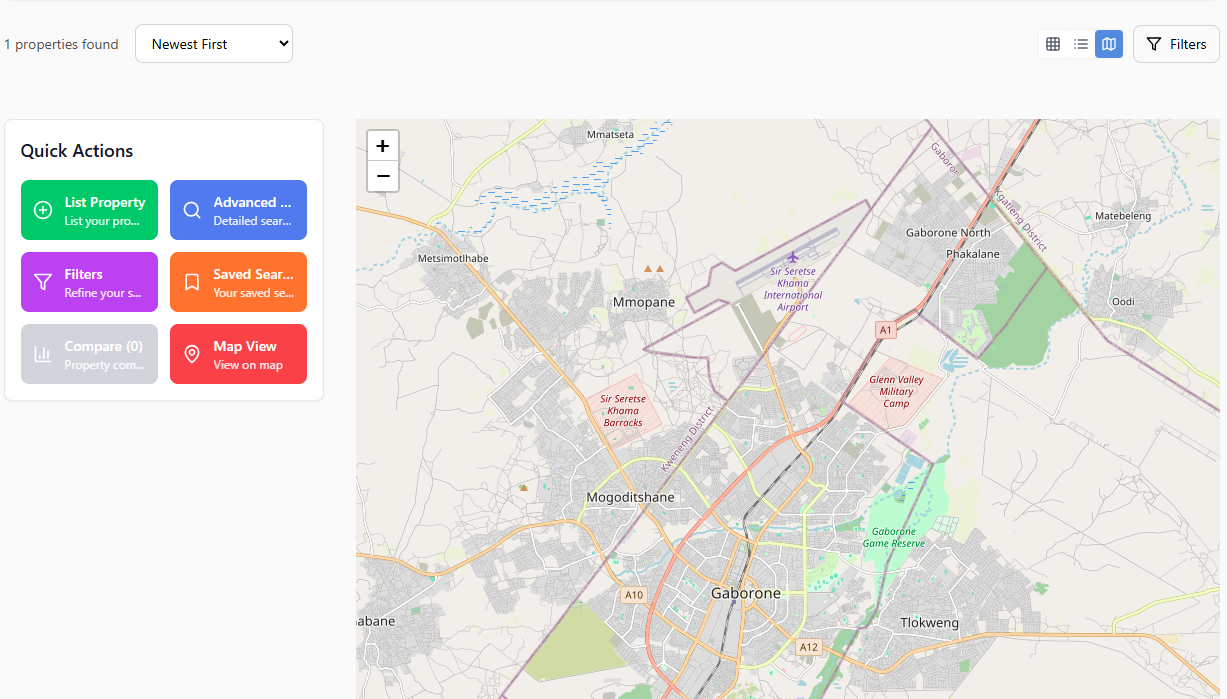 1 properties found
Newest First
Filters
Quick Actions
List Property
List your pro...
Advanced ...
Detailed sear...
Filters
Refine your s...
Saved Sear...
Your saved se...
Compare (0)
Property com...
Map View
View on map
+
−
Mmatseta
Gaboron
Kgatleng District
Matebeleng
Gaborone North
Phakalane
Metsimotlhabe
Sir Seretse
Khama
International
Airport
Mmopane
Oodi
A1
Glenn Valley
Military
Camp
Sir Seretse
Khama
Barracks
Kweneng District
Mogoditshane
Gaborone
Game Reserve
A10
Gaborone
abane
Tlokweng
A12